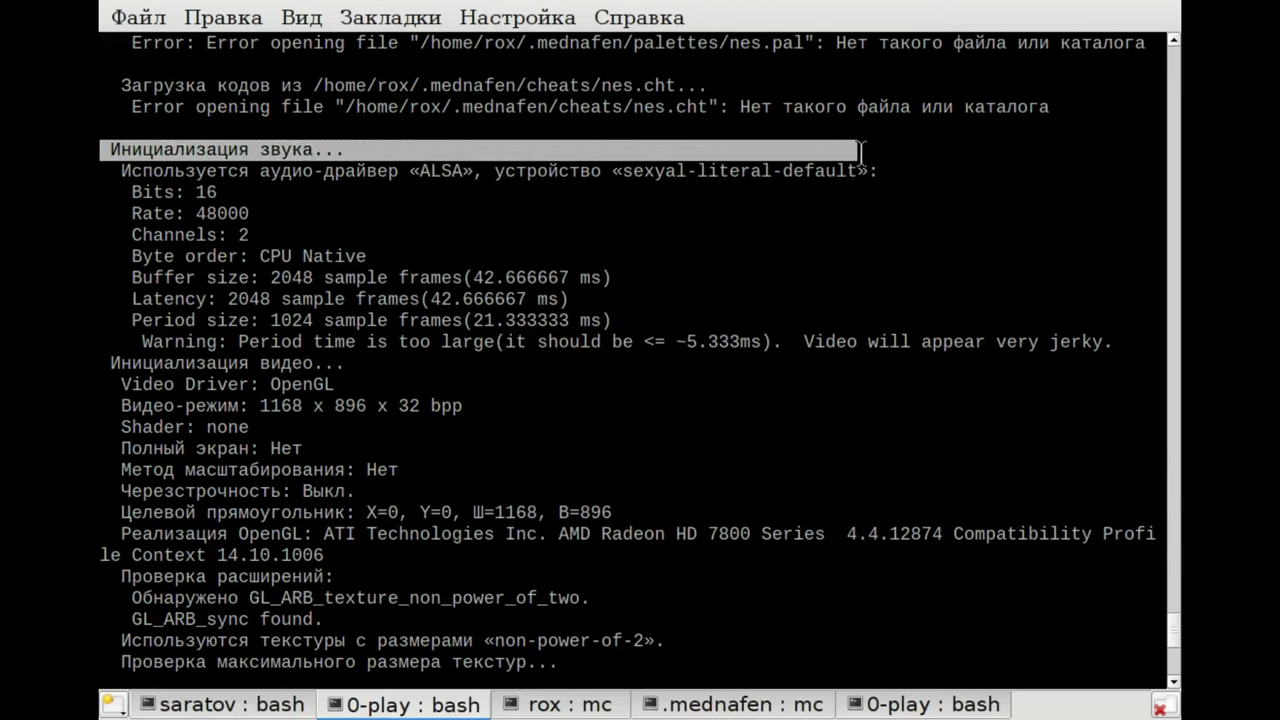 Файл Правка Вид Закладки Настройка Справка
Error: Error opening file "/home/rox/.mednafen/palettes/nes.pal": Нет такого файла или каталога
Загрузка кодов из /home/rox/.mednafen/cheats/nes.cht...
Error opening file "/home/rox/.mednafen/cheats/nes.cht": Нет такого файла или каталога
Инициализация звука...
Используется аудио-драйвер «ALSA», устройство «sexyal-literal-default»:
Bits: 16
Rate: 48000
Channels: 2
Byte order: CPU Native
Buffer size: 2048 sample frames(42.666667 ms)
Latency: 2048 sample frames(42.666667 ms)
Period size: 1024 sample frames(21.333333 ms)
Warning: Period time is too large(it should be <= ~5.333ms).  Video will appear very jerky.
Инициализация видео...
Video Driver: OpenGL
Видео-режим: 1168 x 896 x 32 bpp
Shader: none
Полный экран: Нет
Метод масштабирования: Нет
Черезстрочность: Выкл.
Целевой прямоугольник: X=0, Y=0, Ш=1168, В=896
Реализация OpenGL: ATI Technologies Inc. AMD Radeon HD 7800 Series  4.4.12874 Compatibility Profi
le Context 14.10.1006
Проверка расширений:
Обнаружено GL_ARB_texture_non_power_of_two.
GL_ARB_sync found.
Используются текстуры с размерами «non-power-of-2».
Проверка максимального размера текстур...
saratov : bash 0-play : bash rox : mc .mednafen : mc 0-play : bash